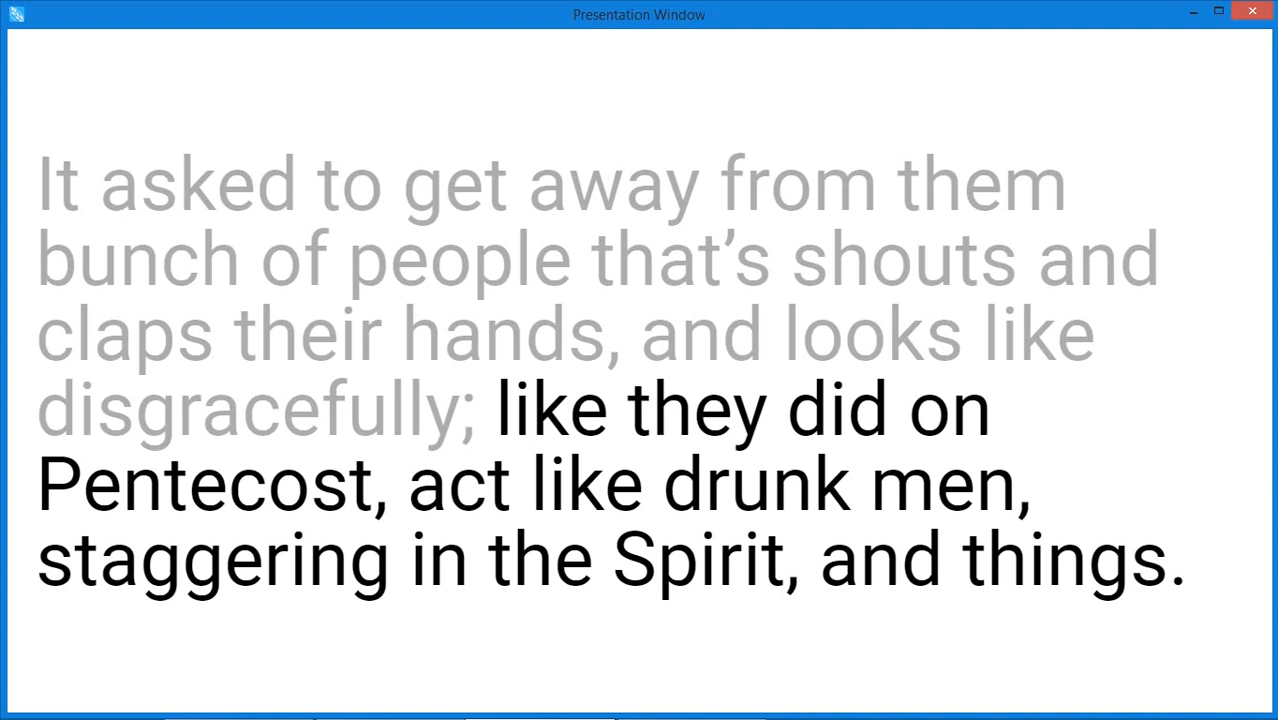 Presentation Window
It asked to get away from them
bunch of people that’s shouts and
claps their hands, and looks like
disgracefully; like they did on
Pentecost, act like drunk men,
staggering in the Spirit, and things.